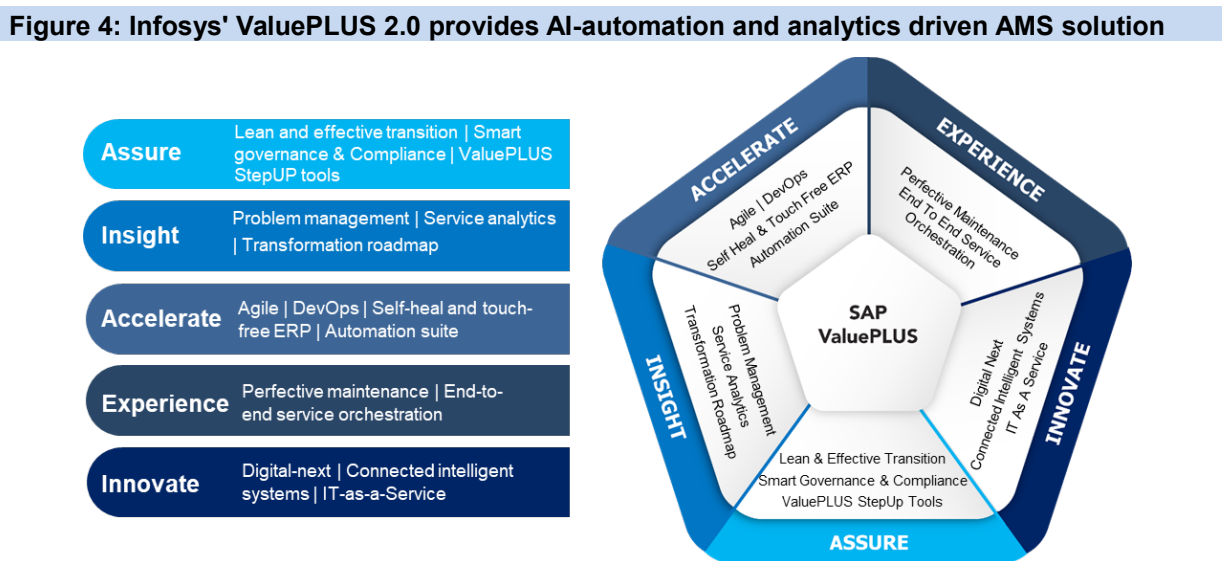 Figure 4: Infosys' ValuePLUS 2.0 provides AI-automation and analytics driven AMS solution
Assure
Lean and effective transition | Smart
governance & Compliance | ValuePLUS
StepUP tools
Insight
Problem management | Service analytics
| Transformation roadmap
Accelerate
Agile | DevOps | Self-heal and touch-
free ERP | Automation suite
Experience
Perfective maintenance | End-to-
end service orchestration
Innovate
Digital-next | Connected intelligent
systems | IT-as-a-Service
ACCELERATE
Agile | DevOps
Self Heal & Touch Free ERP
Automation Suite
EXPERIENCE
Perfective Maintenance
End To End Service
Orchestration
SAP
ValuePLUS
INSIGHT
Problem Management
Service Analytics
Transformation Roadmap
INNOVATE
Digital Next
Connected Intelligent Systems
IT As A Service
Lean & Effective Transition
Smart Governance & Compliance
ValuePLUS StepUp Tools
ASSURE